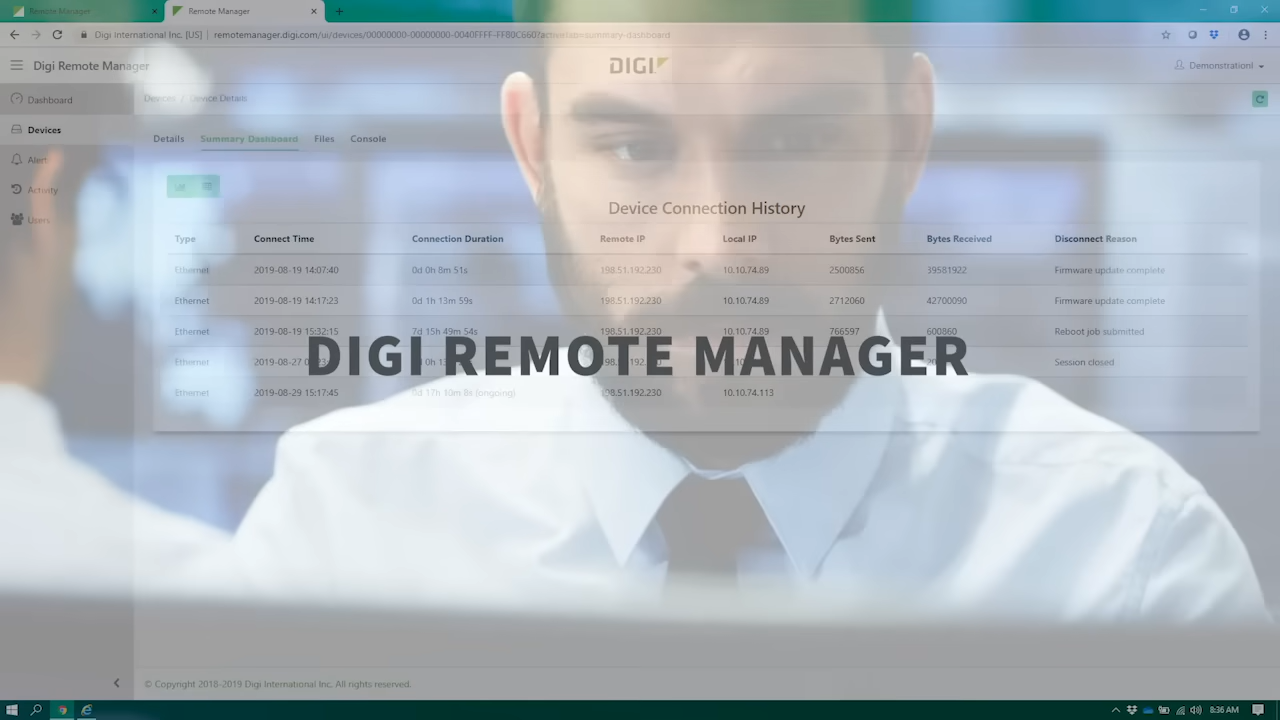 Remote Manager
Remote Manager
Digi International Inc. [US] | remotemanager.digi.com/ui/devices/00000000-00000000-0040FFFF-FF80C660?activetab=summary-dashboard
Digi Remote Manager
DIGI
Demonstration!
Dashboard
Devices / Device Details
Devices
Details Summary Dashboard Files Console
Alert
Activity
Users
Device Connection History
Type Connect Time Connection Duration Remote IP Local IP Bytes Sent Bytes Received Disconnect Reason
Ethernet 2019-08-19 14:07:40 0d 0h 8m 51s 198.51.192.230 10.10.74.89 2500856 39581922 Firmware update complete
Ethernet 2019-08-19 14:17:23 0d 1h 13m 59s 198.51.192.230 10.10.74.89 2712060 42700090 Firmware update complete
Ethernet 2019-08-19 15:32:15 7d 15h 49m 54s 198.51.192.230 10.10.74.89 766597 600860 Reboot job submitted
DIGI REMOTE MANAGER
Ethernet Session closed
Ethernet 2019-08-29 15:17:45 198.51.192.230 10.10.74.113
© Copyright 2018-2019 Digi International Inc. All rights reserved.
8:36 AM